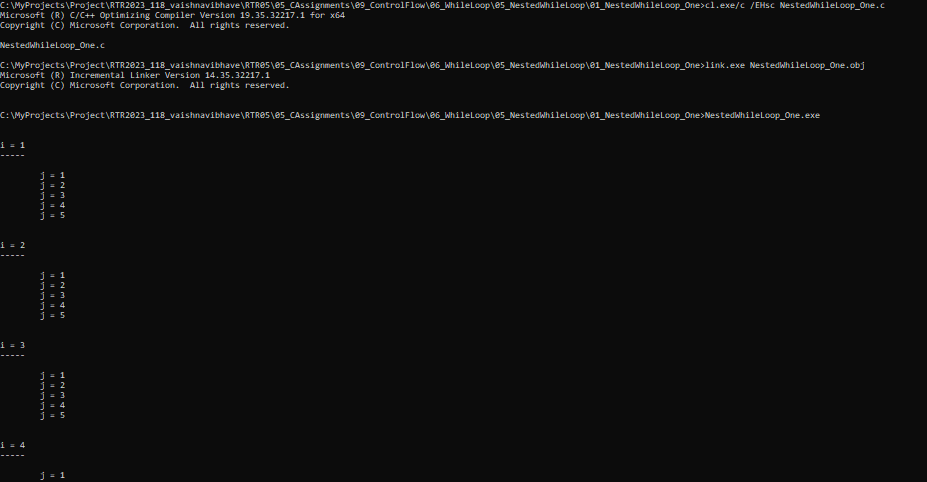 C:\MyProjects\Project\RTR2023_118_vaishnavibhave\RTR05\05_CAssignments\09_ControlFlow\06_WhileLoop\05_NestedWhileLoop\01_NestedWhileLoop_One>cl.exe/c /EHsc NestedWhileLoop_One.c
Microsoft (R) C/C++ Optimizing Compiler Version 19.35.32217.1 for x64
Copyright (C) Microsoft Corporation.  All rights reserved.
NestedWhileLoop_One.c
C:\MyProjects\Project\RTR2023_118_vaishnavibhave\RTR05\05_CAssignments\09_ControlFlow\06_WhileLoop\05_NestedWhileLoop\01_NestedWhileLoop_One>link.exe NestedWhileLoop_One.obj
Microsoft (R) Incremental Linker Version 14.35.32217.1
Copyright (C) Microsoft Corporation.  All rights reserved.
C:\MyProjects\Project\RTR2023_118_vaishnavibhave\RTR05\05_CAssignments\09_ControlFlow\06_WhileLoop\05_NestedWhileLoop\01_NestedWhileLoop_One>NestedWhileLoop_One.exe
i = 1
-----
j = 1
j = 2
j = 3
j = 4
j = 5
i = 2
-----
j = 1
j = 2
j = 3
j = 4
j = 5
i = 3
-----
j = 1
j = 2
j = 3
j = 4
j = 5
i = 4
-----
j = 1